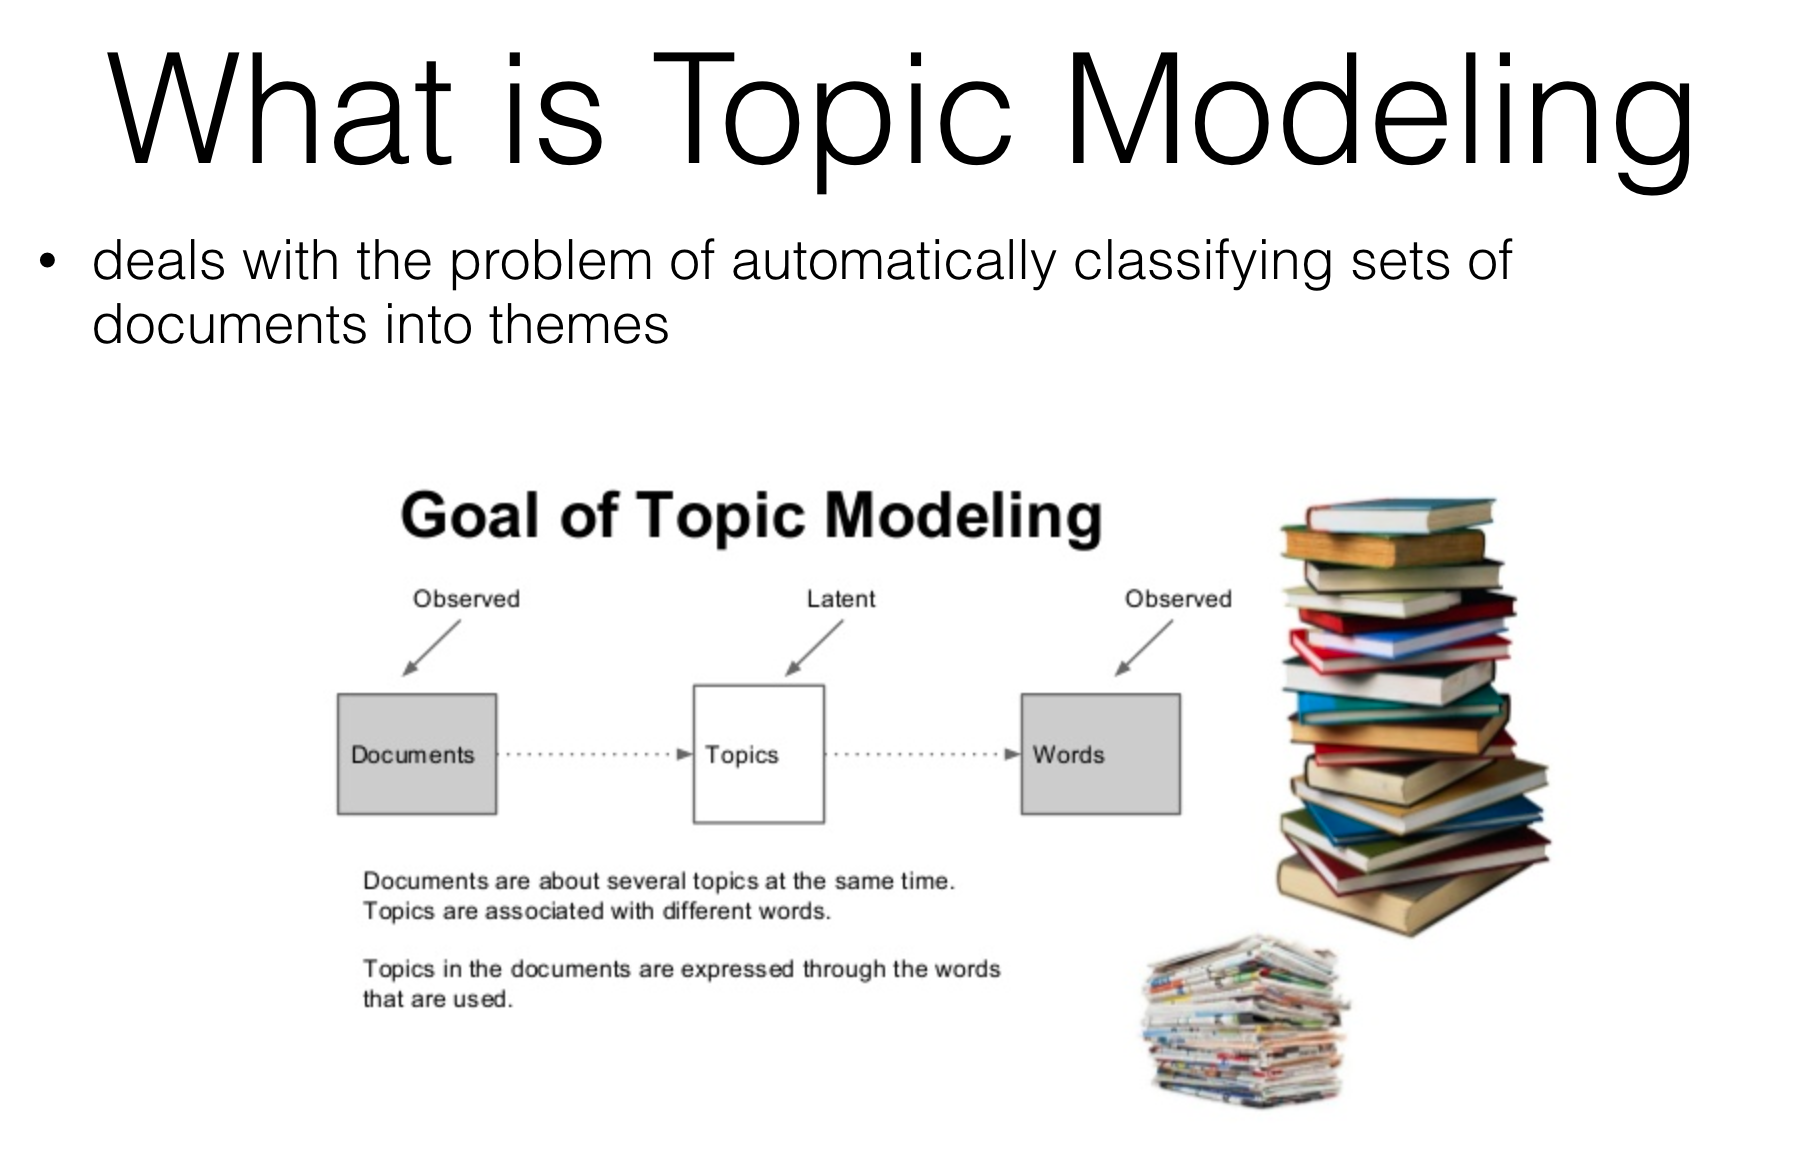 What is Topic Modeling
• deals with the problem of automatically classifying sets of
documents into themes
Goal of Topic Modeling
Observed
Latent
Observed
Documents
Topics
Words
Documents are about several topics at the same time.
Topics are associated with different words.
Topics in the documents are expressed through the words
that are used.